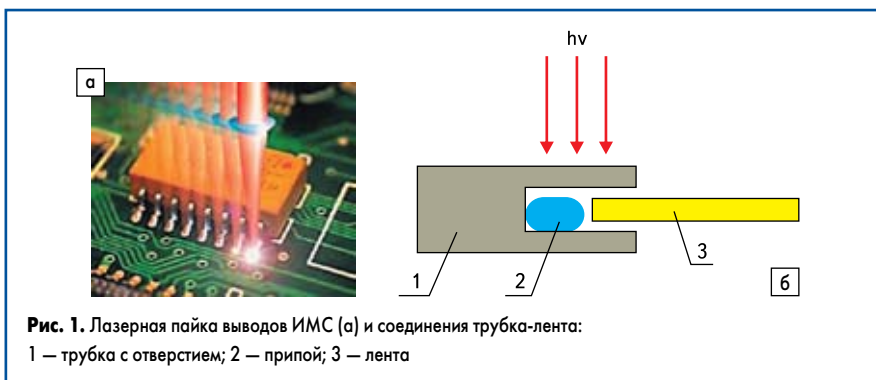 а
hν
1
2
3
б
Рис. 1. Лазерная пайка выводов ИМС (а) и соединения трубка-лента:
1 — трубка с отверстием; 2 — припой; 3 — лента